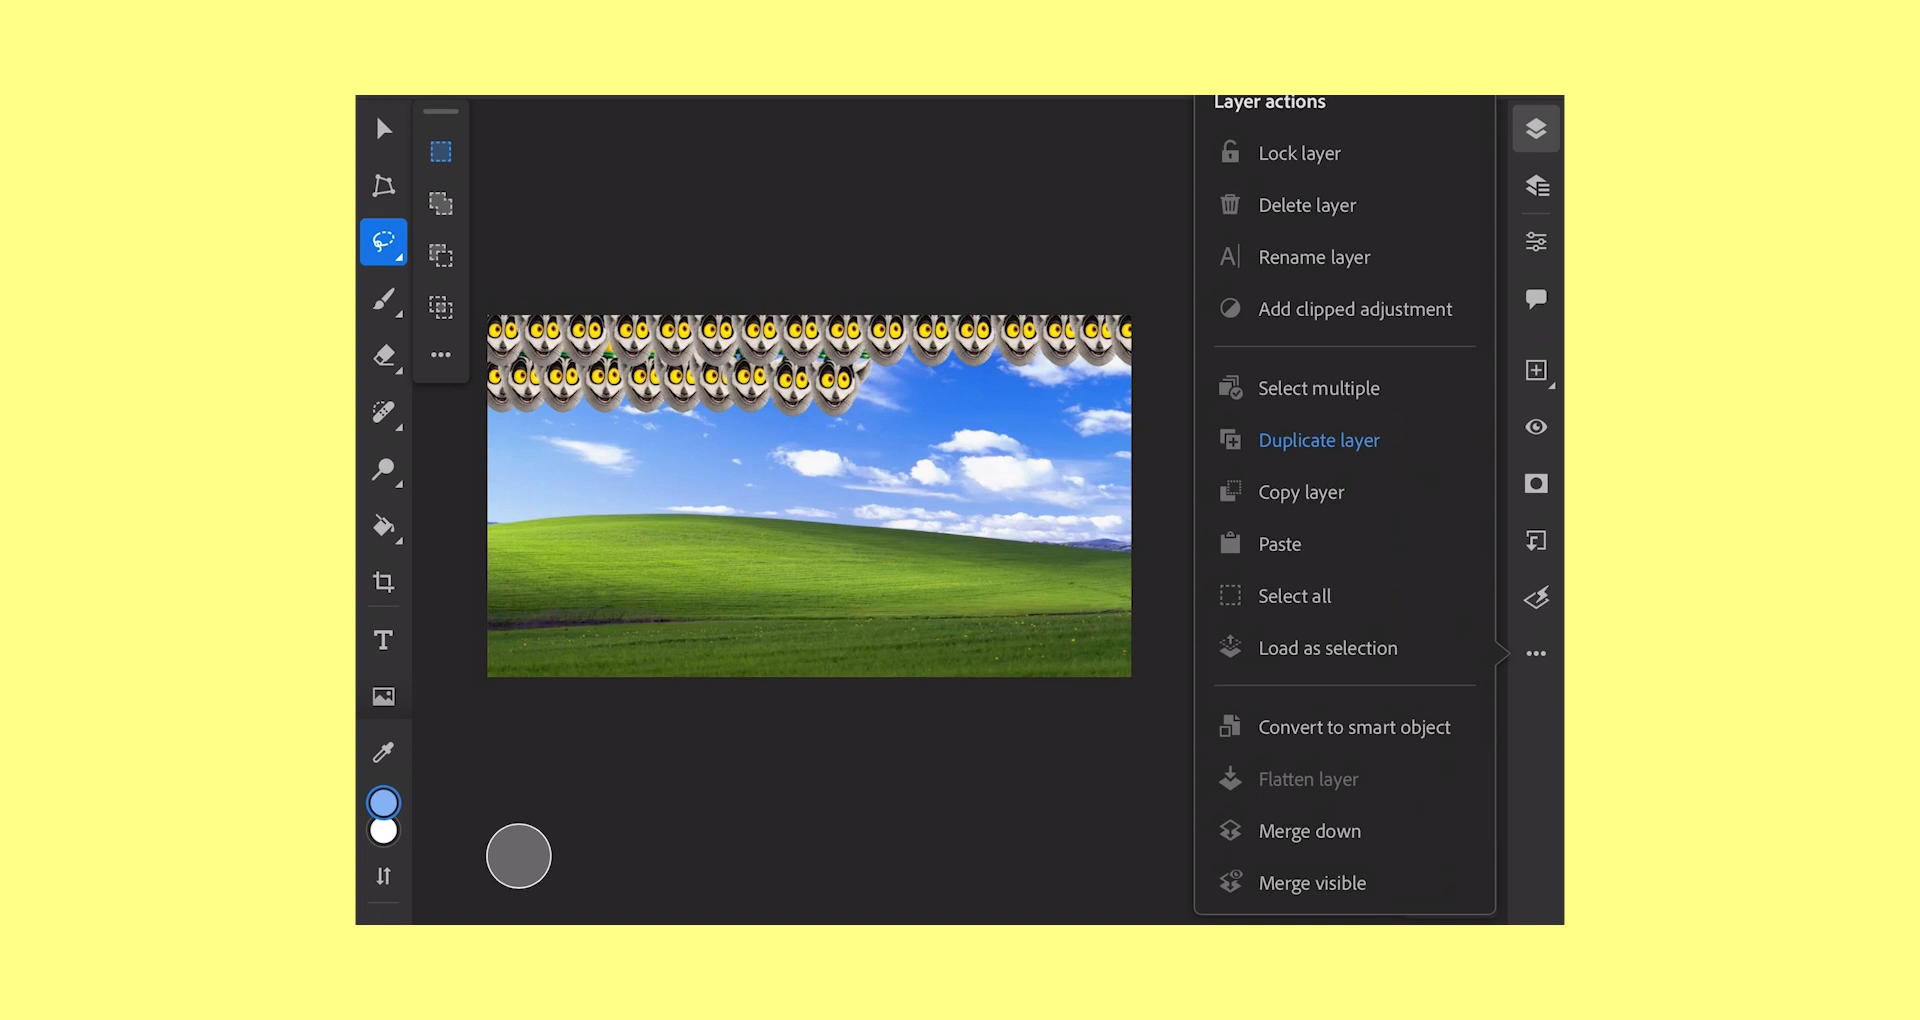 Layer actions
Lock layer
Delete layer
Rename layer
Add clipped adjustment
Select multiple
Duplicate layer
Copy layer
Paste
Select all
Load as selection
Convert to smart object
Flatten layer
Merge down
Merge visible